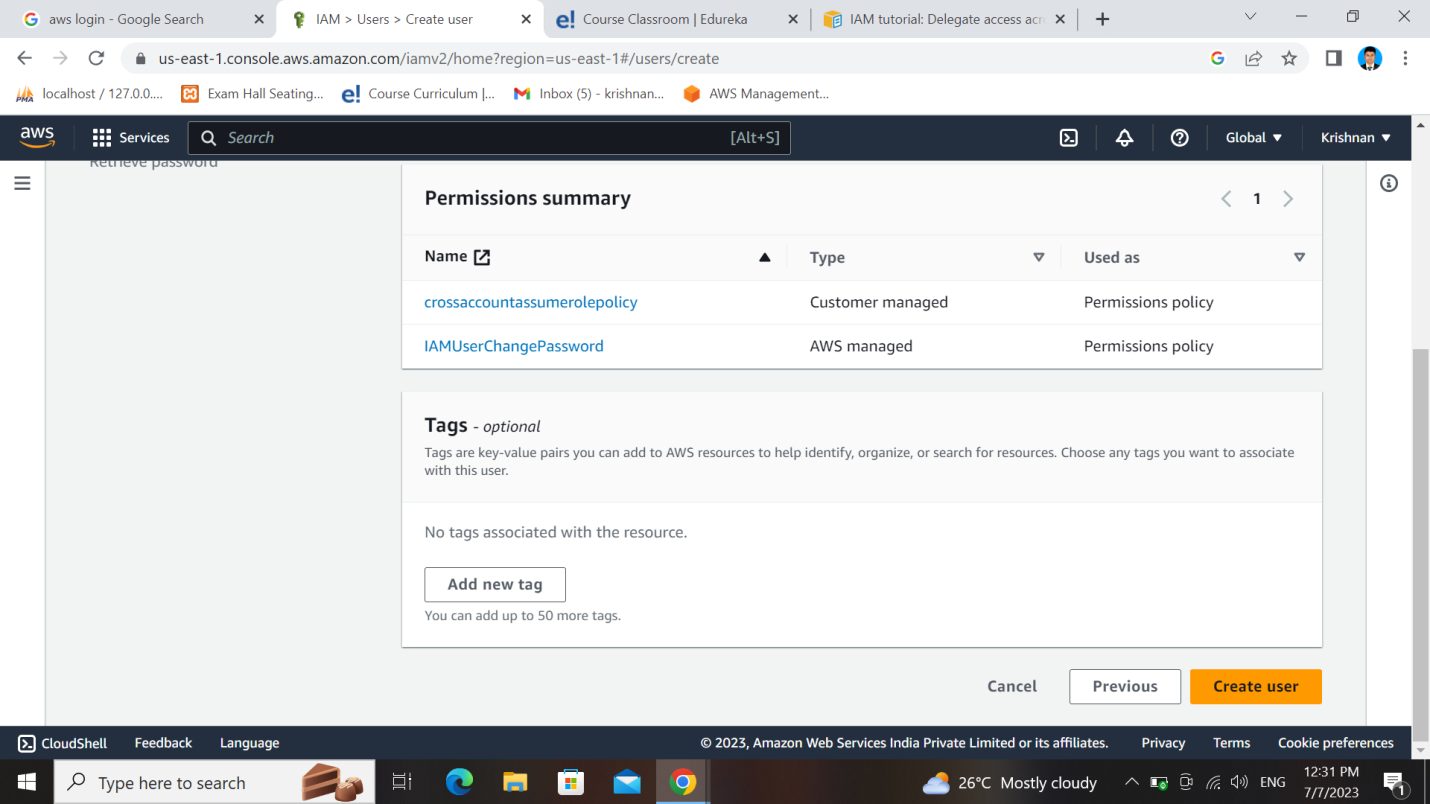 aws login - Google Search
IAM > Users > Create user
Course Classroom | Edureka
IAM tutorial: Delegate access acr
us-east-1.console.aws.amazon.com/iamv2/home?region=us-east-1#/users/create
PMA localhost / 127.0.0....
Exam Hall Seating...
Course Curriculum |...
Inbox (5) - krishnan...
AWS Management...
aws
Services
Search
[Alt+S]
Global
Krishnan
Retrieve password
Permissions summary
1
Name
Type
Used as
crossaccountassumerolepolicy
Customer managed
Permissions policy
IAMUserChangePassword
AWS managed
Permissions policy
Tags - optional
Tags are key-value pairs you can add to AWS resources to help identify, organize, or search for resources. Choose any tags you want to associate
with this user.
No tags associated with the resource.
Add new tag
You can add up to 50 more tags.
Cancel
Previous
Create user
CloudShell
Feedback
Language
© 2023, Amazon Web Services India Private Limited or its affiliates.
Privacy
Terms
Cookie preferences
Type here to search
26°C Mostly cloudy
ENG
12:31 PM
7/7/2023
1